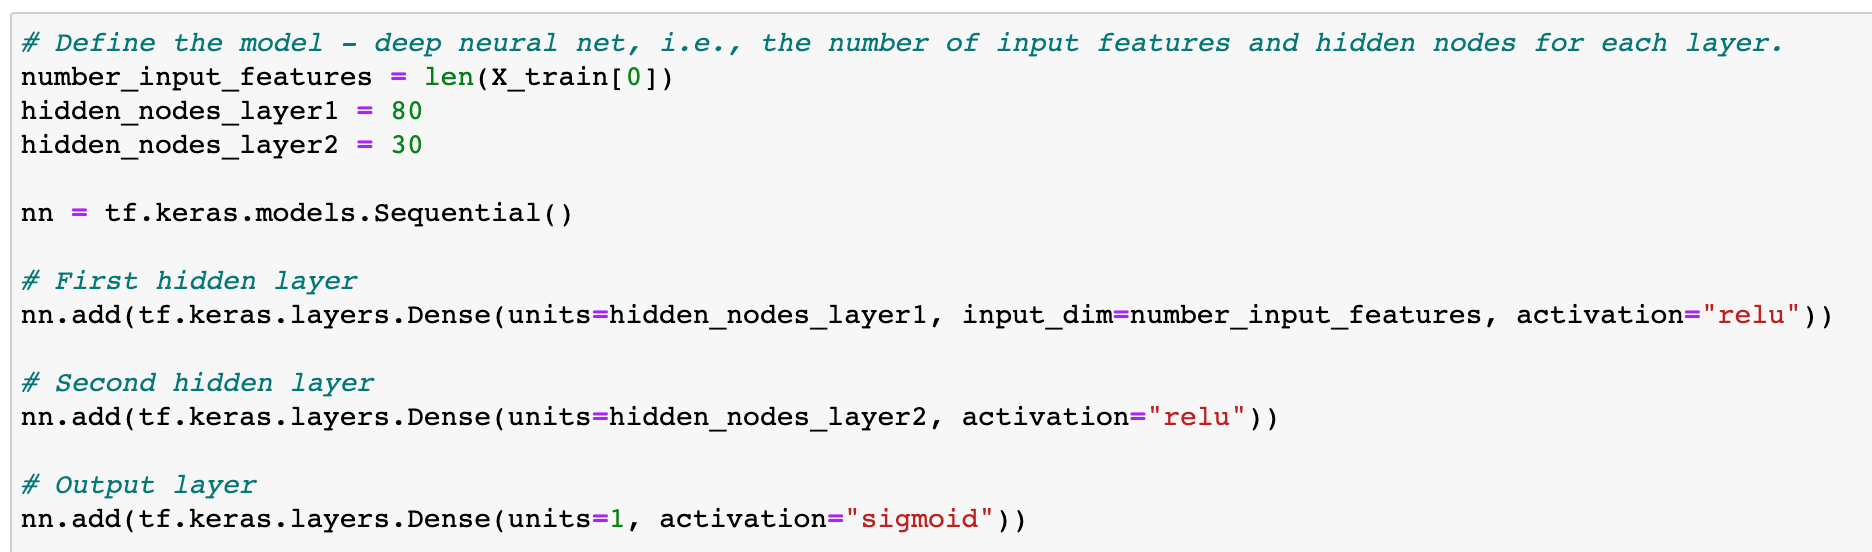 # Define the model - deep neural net, i.e., the number of input features and hidden nodes for each layer.
number_input_features = len(X_train[0])
hidden_nodes_layer1 = 80
hidden_nodes_layer2 = 30
nn = tf.keras.models.Sequential()
# First hidden layer
nn.add(tf.keras.layers.Dense(units=hidden_nodes_layer1, input_dim=number_input_features, activation="relu"))
# Second hidden layer
nn.add(tf.keras.layers.Dense(units=hidden_nodes_layer2, activation="relu"))
# Output layer
nn.add(tf.keras.layers.Dense(units=1, activation="sigmoid"))